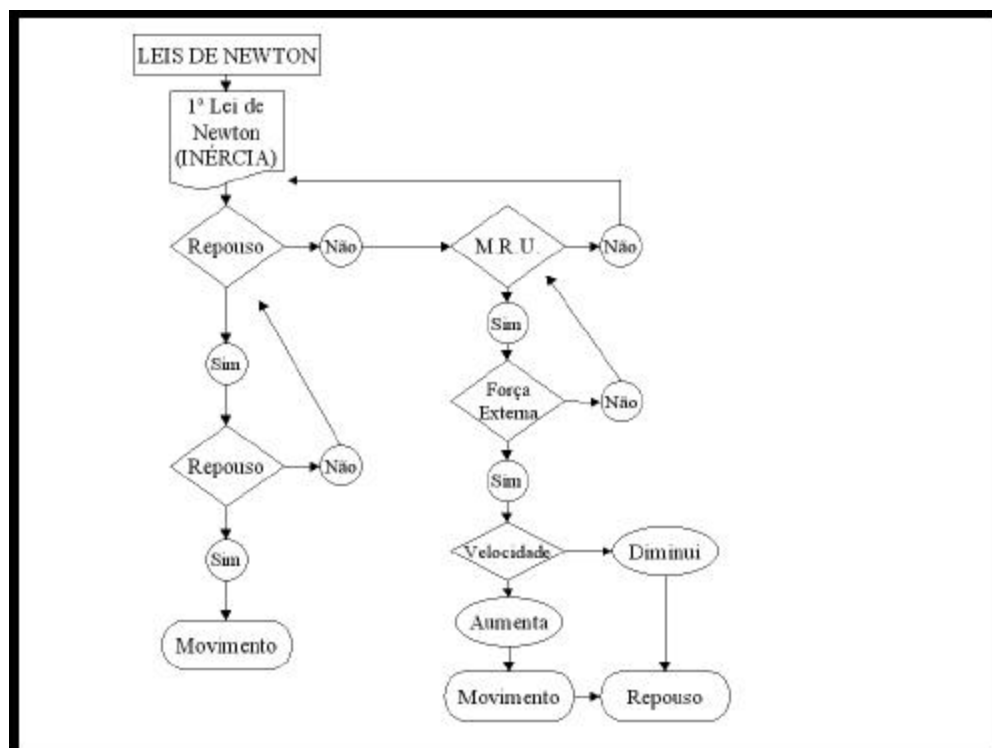 LEIS DE NEWTON
1ª Lei de
Newton
(INÉRCIA)
Repouso
Não
M.R.U.
Não
Sim
Sim
Força
Externa
Não
Repouso
Não
Sim
Sim
Velocidade
Diminui
Aumenta
Movimento
Movimento
Repouso